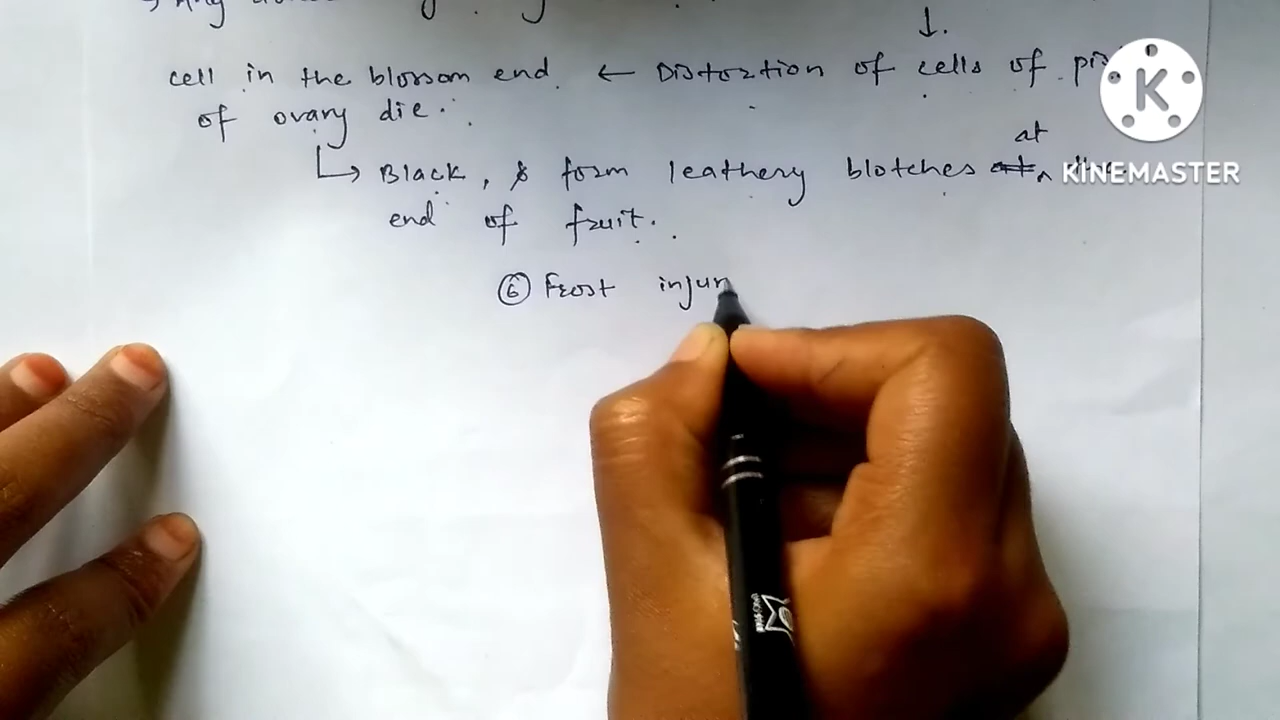 Any
↓.
cell in the blossom end ← Distortion of cells of
of ovary die.
at
↳ Black, & form leathery blotches
end of fruit.
⑥ Frost injur
K
KINEMASTER